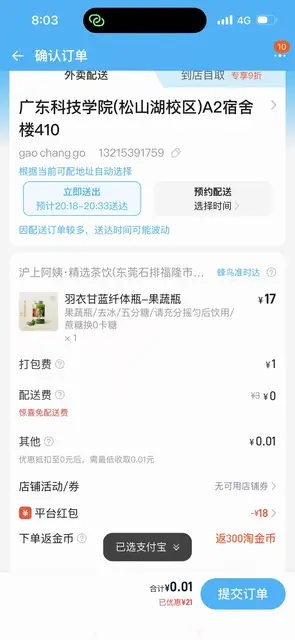 8:03
4G
←
确认订单
10
外卖配送
到店自取 专享9折
广东科技学院(松山湖校区)A2宿舍楼410
gao chang go 13215391759
根据当前可配地址自动选择
立即送出
预计20:18-20:33送达
预约配送
选择时间 >
因配送订单较多，送达时间可能波动
沪上阿姨·精选茶饮(东莞石排福隆市...
蜂鸟准时达
羽衣甘蓝纤体瓶-果蔬瓶
¥17
果蔬瓶/去冰/五分糖/请充分摇匀后饮用/
蔗糖换0卡糖
×1
打包费 ¥1
配送费 ¥3 ¥0
惊喜免配送费
其他 ¥0.01
优惠抵扣至0元后，需最低收取0.01元
店铺活动/券 无可用店铺券 >
平台红包 -¥18 >
下单返金币 返300淘金币
已选支付宝
合计¥0.01
已优惠¥21
提交订单